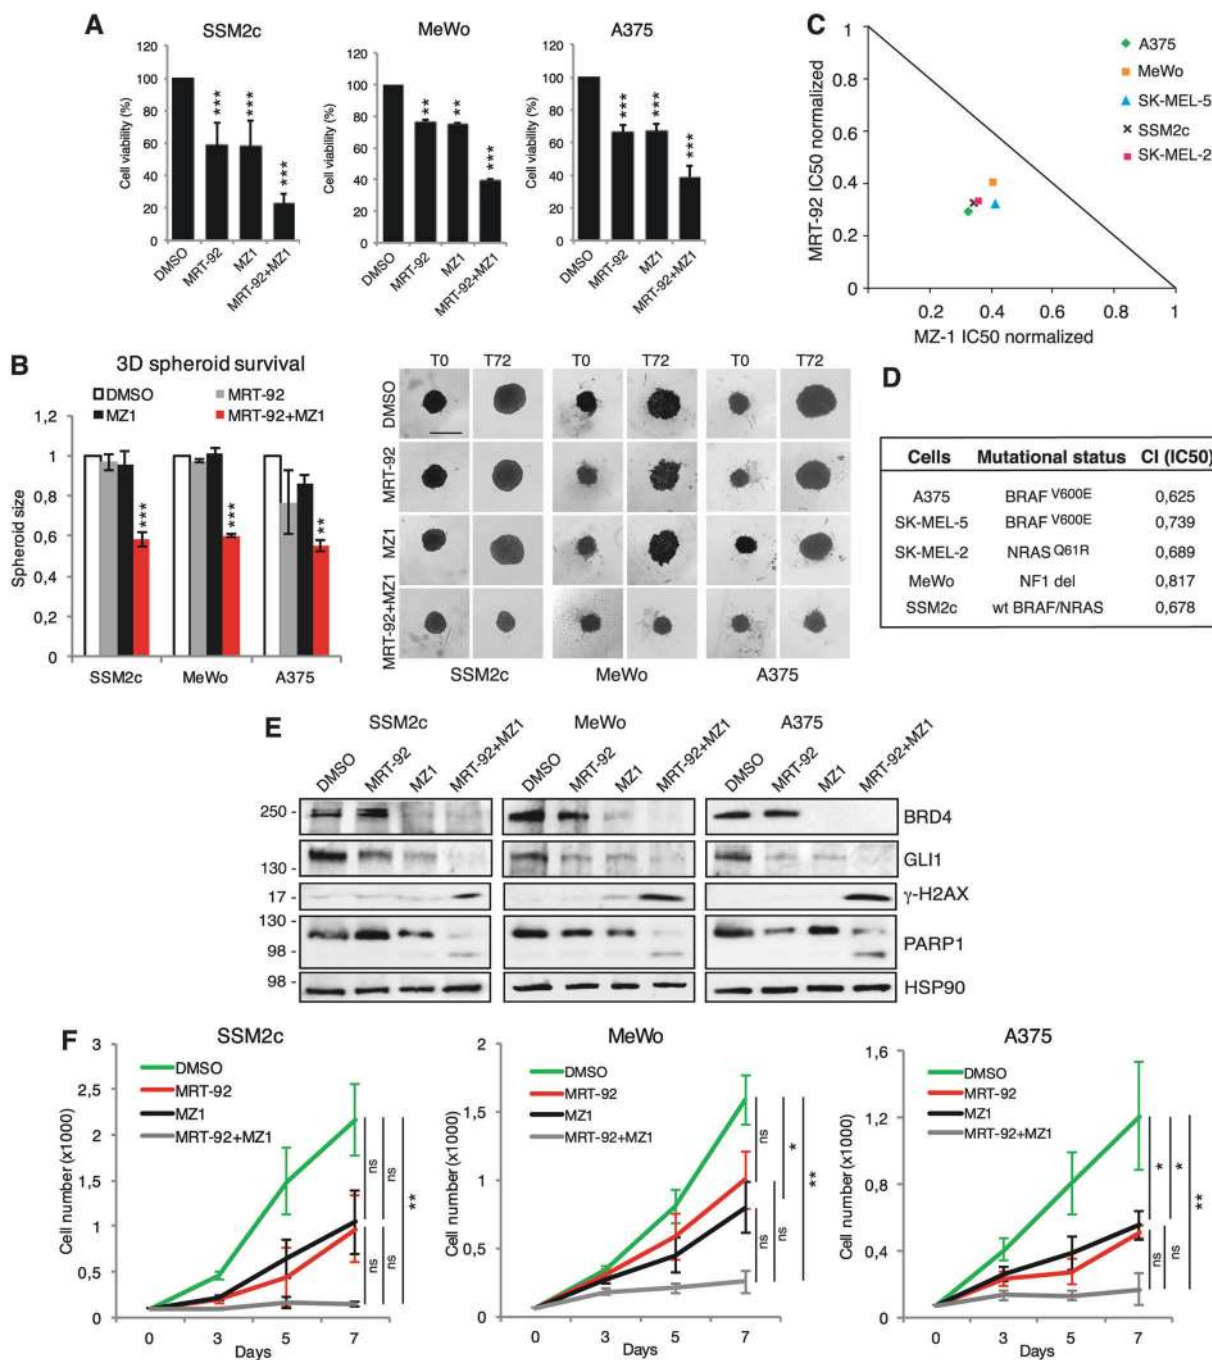 A
SSM2c
MeWo
A375
Cell viability (%)
120
100
80
60
40
20
0
***
***
***
DMSO
MRT-92
MZ1
MRT-92+MZ1
Cell viability (%)
120
100
80
60
40
20
0
**
**
***
DMSO
MRT-92
MZ1
MRT-92+MZ1
Cell viability (%)
120
100
80
60
40
20
0
***
***
***
DMSO
MRT-92
MZ1
MRT-92+MZ1
C
MRT-92 IC50 normalized
1
0.8
0.6
0.4
0.2
0
0.2
0.4
0.6
0.8
1
MZ-1 IC50 normalized
A375
MeWo
SK-MEL-5
SSM2c
SK-MEL-2
B
3D spheroid survival
DMSO
MRT-92
MZ1
MRT-92+MZ1
Spheroid size
1,2
1
0,8
0,6
0,4
0,2
0
***
***
**
SSM2c
MeWo
A375
T0
T72
T0
T72
T0
T72
DMSO
MRT-92
MZ1
MRT-92+MZ1
SSM2c
MeWo
A375
D
Cells Mutational status CI (IC50)
A375 BRAF V600E 0,625
SK-MEL-5 BRAF V600E 0,739
SK-MEL-2 NRAS Q61R 0,689
MeWo NF1 del 0,817
SSM2c wt BRAF/NRAS 0,678
E
SSM2c
MeWo
A375
DMSO
MRT-92
MZ1
MRT-92+MZ1
DMSO
MRT-92
MZ1
MRT-92+MZ1
DMSO
MRT-92
MZ1
MRT-92+MZ1
250 -
BRD4
130 -
GLI1
17 -
γ-H2AX
130 -
98 -
PARP1
98 -
HSP90
F
SSM2c
Cell number (x1000)
3
2,5
2
1,5
1
0,5
0
DMSO
MRT-92
MZ1
MRT-92+MZ1
ns
ns
**
ns
ns
0
3
5
7
Days
MeWo
Cell number (x1000)
2
1,5
1
0,5
0
DMSO
MRT-92
MZ1
MRT-92+MZ1
ns
*
**
ns
ns
0
3
5
7
Days
A375
Cell number (x1000)
1,6
1,2
0,8
0,4
0
DMSO
MRT-92
MZ1
MRT-92+MZ1
*
*
**
ns
ns
0
3
5
7
Days